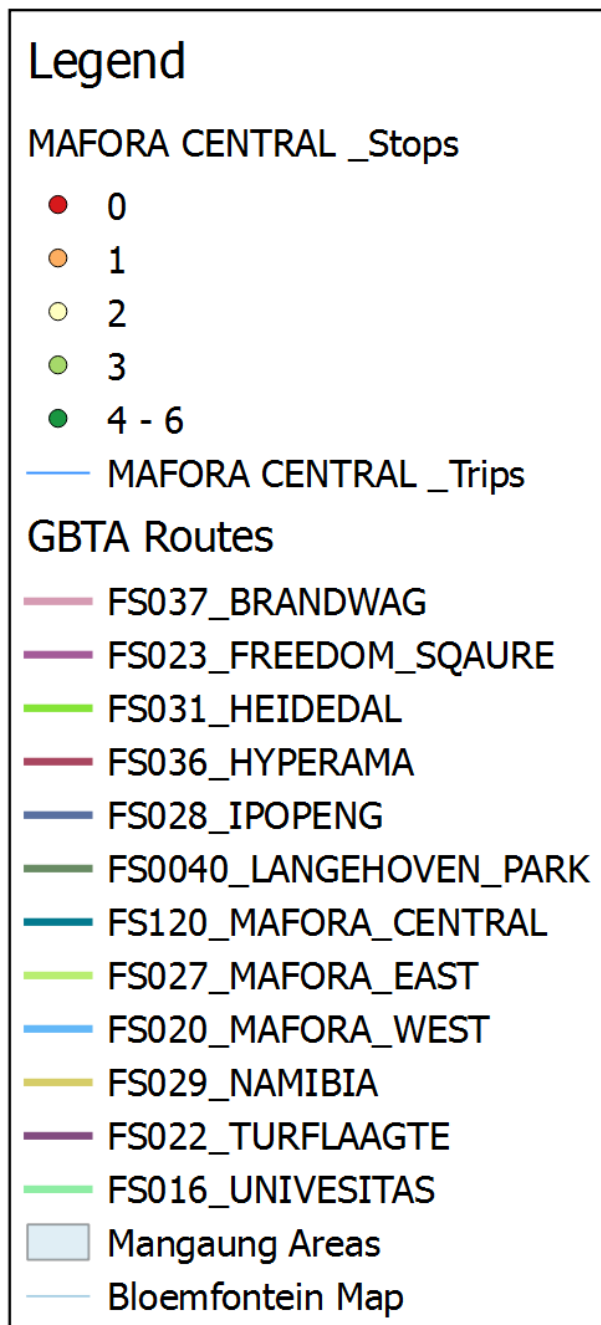 Legend
MAFORA CENTRAL _Stops
0
1
2
3
4 - 6
MAFORA CENTRAL _Trips
GBTA Routes
FS037_BRANDWAG
FS023_FREEDOM_SQAURE
FS031_HEIDEDAL
FS036_HYPERAMA
FS028_IPOPENG
FS0040_LANGEHOVEN_PARK
FS120_MAFORA_CENTRAL
FS027_MAFORA_EAST
FS020_MAFORA_WEST
FS029_NAMIBIA
FS022_TURFLAAGTE
FS016_UNIVESITAS
Mangaung Areas
Bloemfontein Map